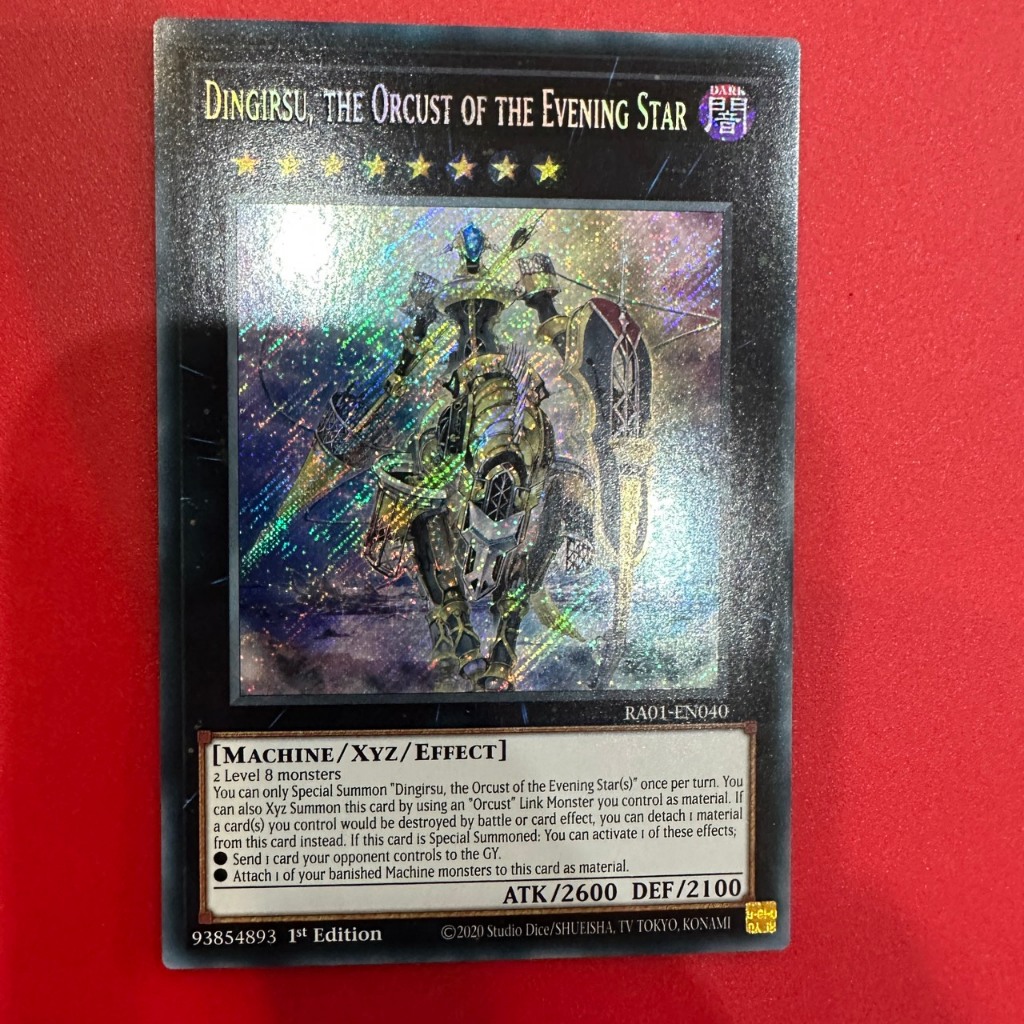 DINGIRSU, THE ORCUST OF THE EVENING STAR
DARK
闇
RA01-EN040
[MACHINE/XYZ/EFFECT]
2 Level 8 monsters
You can only Special Summon "Dingirsu, the Orcust of the Evening Star(s)" once per turn. You
can also Xyz Summon this card by using an "Orcust" Link Monster you control as material. If
a card(s) you control would be destroyed by battle or card effect, you can detach 1 material
from this card instead. If this card is Special Summoned: You can activate 1 of these effects;
● Send 1 card your opponent controls to the GY.
● Attach 1 of your banished Machine monsters to this card as material.
ATK/2600 DEF/2100
93854893 1st Edition
©2020 Studio Dice/SHUEISHA, TV TOKYO, KONAMI